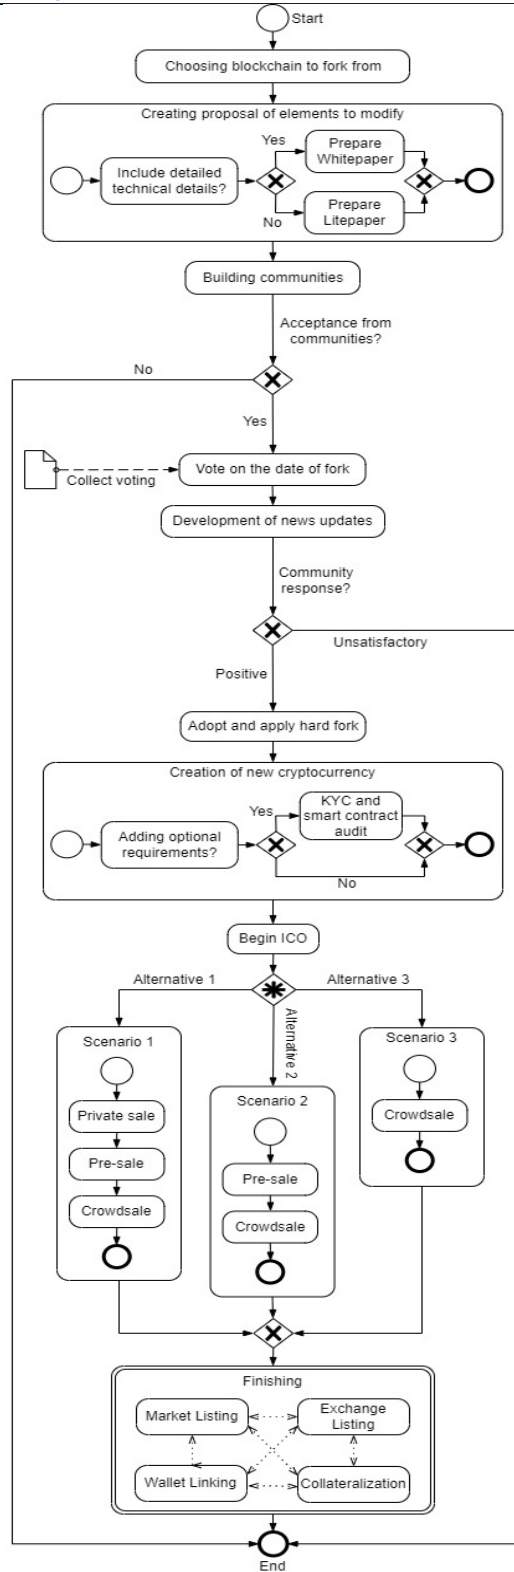 Start
Choosing blockchain to fork from
Creating proposal of elements to modify
Include detailed
technical details?
Yes
Prepare
Whitepaper
No
Prepare
Litepaper
Building communities
Acceptance from
communities?
No
Yes
Collect voting
Vote on the date of fork
Development of news updates
Community
response?
Unsatisfactory
Positive
Adopt and apply hard fork
Creation of new cryptocurrency
Adding optional
requirements?
Yes
KYC and
smart contract
audit
No
Begin ICO
Alternative 1
Alternative 2
Alternative 3
Scenario 1
Private sale
Pre-sale
Crowdsale
Scenario 2
Pre-sale
Crowdsale
Scenario 3
Crowdsale
Finishing
Market Listing
Exchange
Listing
Wallet Linking
Collateralization
End